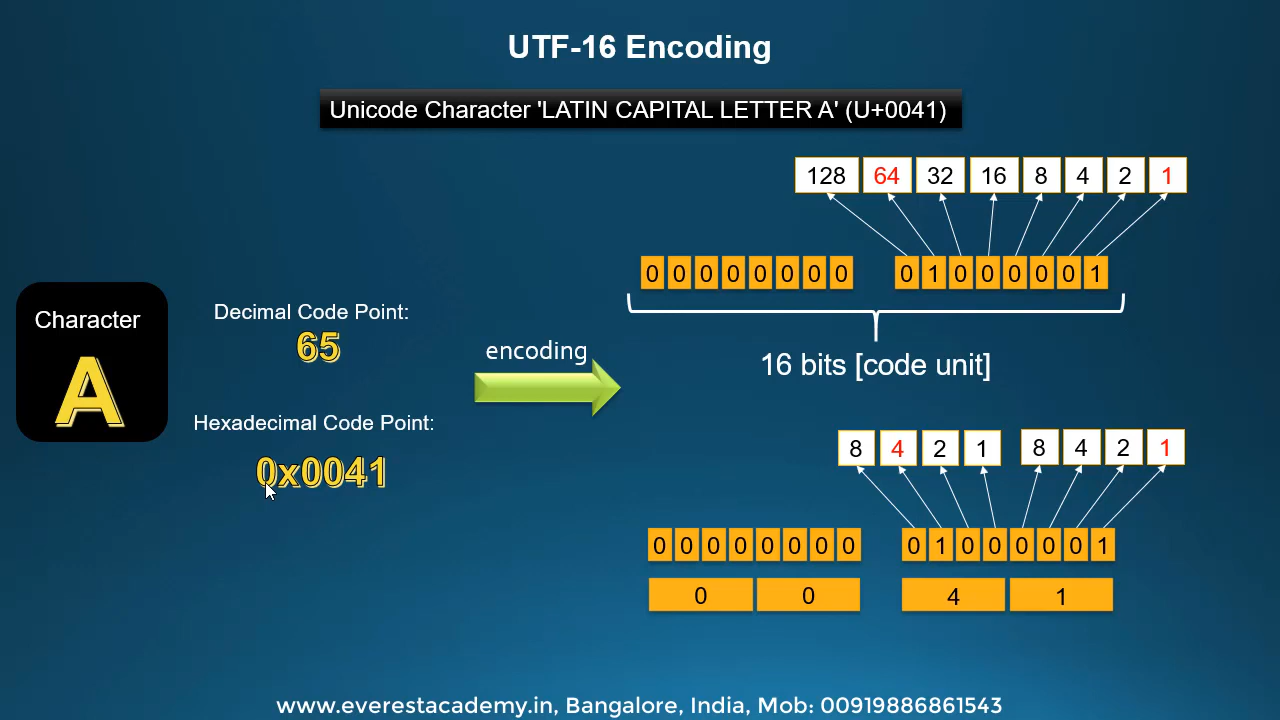 UTF-16 Encoding
Unicode Character 'LATIN CAPITAL LETTER A' (U+0041)
128 64 32 16 8 4 2 1
0 0 0 0 0 0 0 0 0 1 0 0 0 0 0 1
16 bits [code unit]
Character
A
Decimal Code Point:
65
Hexadecimal Code Point:
0x0041
encoding
8 4 2 1 8 4 2 1
0 0 0 0 0 0 0 0 0 1 0 0 0 0 0 1
0 0 4 1
www.everestacademy.in, Bangalore, India, Mob: 00919886861543